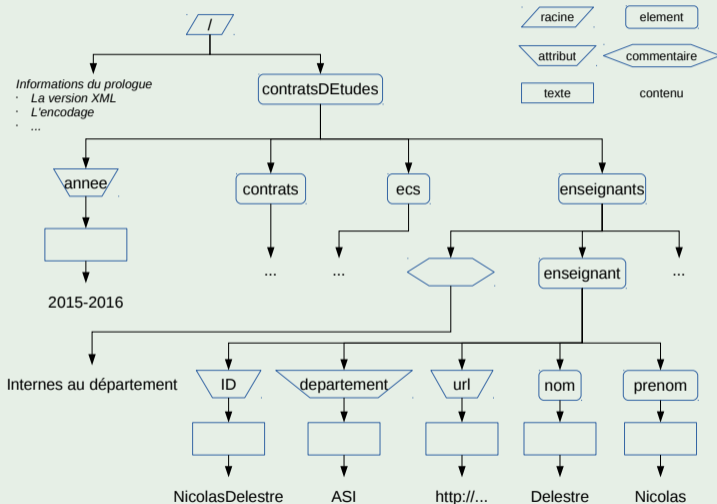 /
racine
element
attribut
commentaire
texte
contenu
Informations du prologue
· La version XML
· L'encodage
· ...
contratsDEtudes
annee
contrats
ecs
enseignants
...
...
enseignant
...
2015-2016
Internes au département
ID
departement
url
nom
prenom
NicolasDelestre
ASI
http://...
Delestre
Nicolas